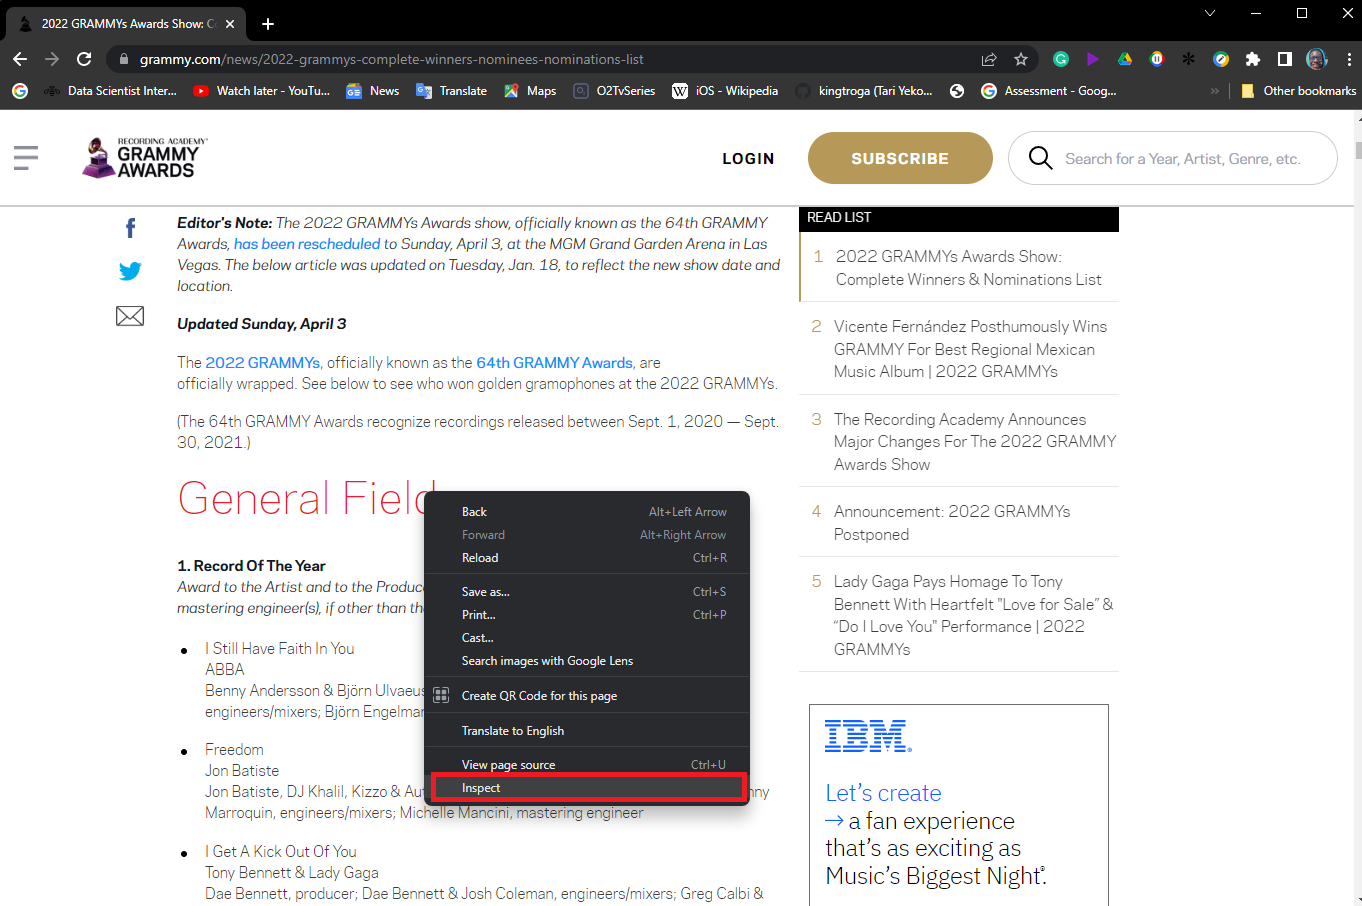 2022 GRAMMYs Awards Show: C
grammy.com/news/2022-grammys-complete-winners-nominees-nominations-list
Data Scientist Inter...
Watch later - YouTu...
News
Translate
Maps
O2TvSeries
iOS - Wikipedia
kingtroga (Tari Yeko...
Assessment - Goog...
Other bookmarks
RECORDING ACADEMY®
GRAMMY
AWARDS
LOGIN
SUBSCRIBE
Search for a Year, Artist, Genre, etc.
Editor's Note: The 2022 GRAMMYs Awards show, officially known as the 64th GRAMMY
Awards, has been rescheduled to Sunday, April 3, at the MGM Grand Garden Arena in Las
Vegas. The below article was updated on Tuesday, Jan. 18, to reflect the new show date and
location.
Updated Sunday, April 3
The 2022 GRAMMYs, officially known as the 64th GRAMMY Awards, are
officially wrapped. See below to see who won golden gramophones at the 2022 GRAMMYs.
(The 64th GRAMMY Awards recognize recordings released between Sept. 1, 2020 — Sept.
30, 2021.)
General Field
1. Record Of The Year
Award to the Artist and to the Produc
mastering engineer(s), if other than th
I Still Have Faith In You
ABBA
Benny Andersson & Björn Ulvaeus
engineers/mixers; Björn Engelmar
Freedom
Jon Batiste
Jon Batiste, DJ Khalil, Kizzo & Au nny
Marroquin, engineers/mixers; Michelle Mancini, mastering engineer
I Get A Kick Out Of You
Tony Bennett & Lady Gaga
Dae Bennett, producer; Dae Bennett & Josh Coleman, engineers/mixers; Greg Calbi &
Back Alt+Left Arrow
Forward Alt+Right Arrow
Reload Ctrl+R
Save as... Ctrl+S
Print... Ctrl+P
Cast...
Search images with Google Lens
Create QR Code for this page
Translate to English
View page source Ctrl+U
Inspect
READ LIST
1 2022 GRAMMYs Awards Show:
Complete Winners & Nominations List
2 Vicente Fernández Posthumously Wins
GRAMMY For Best Regional Mexican
Music Album | 2022 GRAMMYs
3 The Recording Academy Announces
Major Changes For The 2022 GRAMMY
Awards Show
4 Announcement: 2022 GRAMMYs
Postponed
5 Lady Gaga Pays Homage To Tony
Bennett With Heartfelt "Love for Sale" &
"Do I Love You" Performance | 2022
GRAMMYs
IBM®
Let's create
→ a fan experience
that's as exciting as
Music's Biggest Night®.